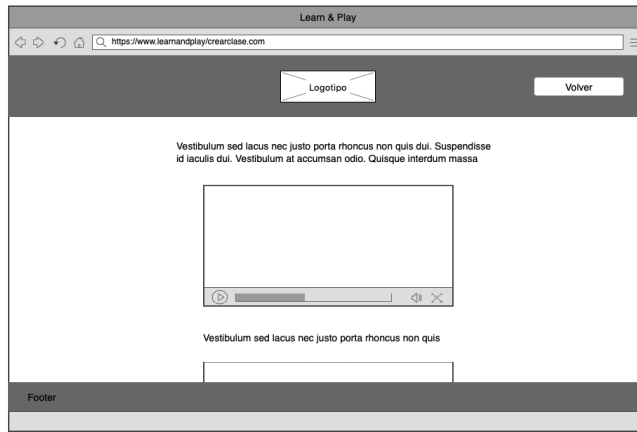 Learn & Play
https://www.learnandplay/crearclase.com
Logotipo
Volver
Vestibulum sed lacus nec justo porta rhoncus non quis dui. Suspendisse
id iaculis dui. Vestibulum at accumsan odio. Quisque interdum massa
Vestibulum sed lacus nec justo porta rhoncus non quis
Footer